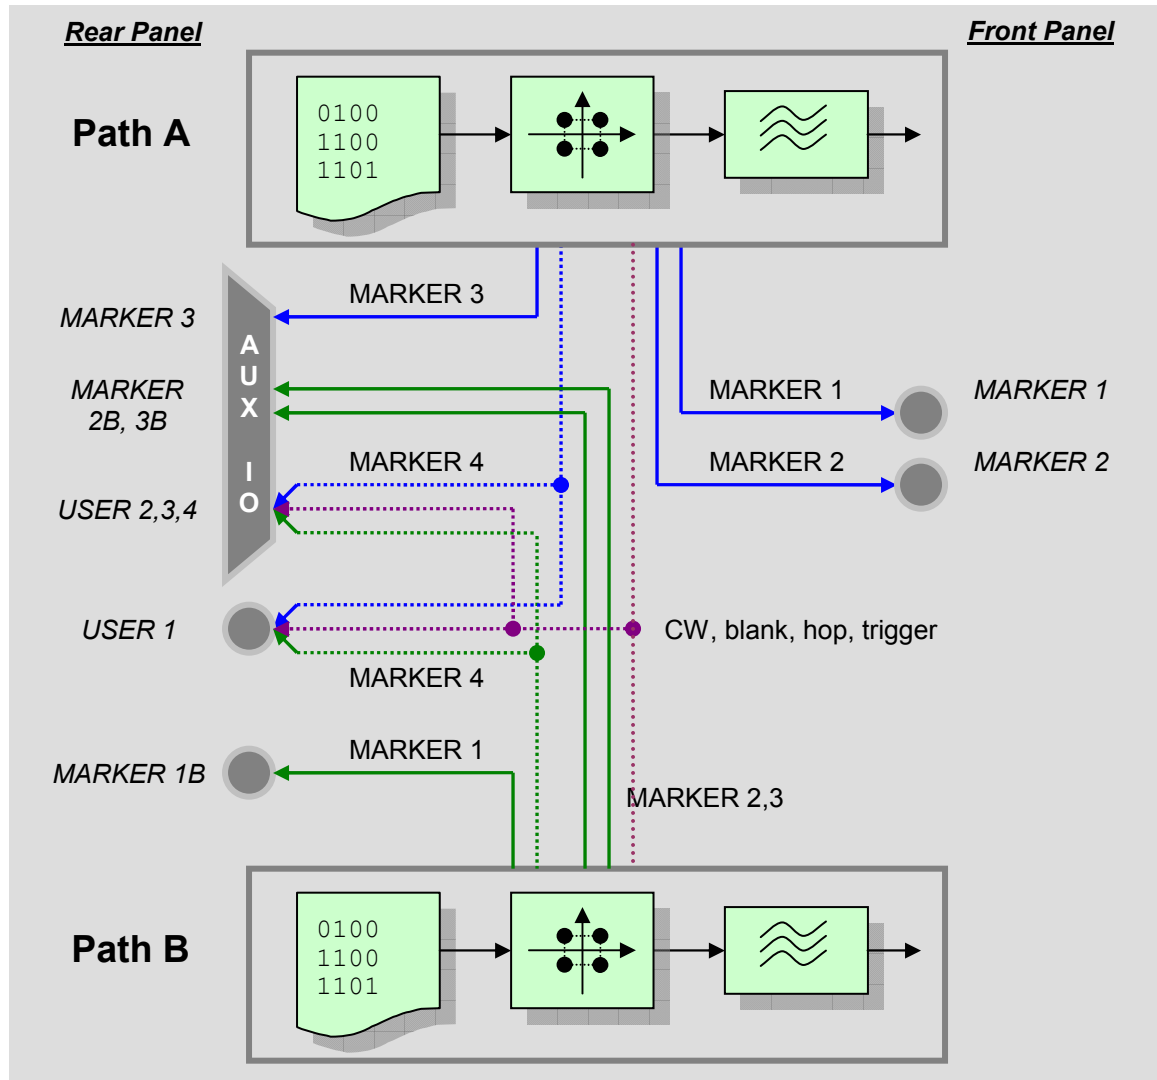 Rear Panel
Front Panel
Path A
0100
1100
1101
MARKER 3
MARKER 3
AUX IO
MARKER
2B, 3B
MARKER 1
MARKER 1
MARKER 4
MARKER 2
MARKER 2
USER 2,3,4
USER 1
CW, blank, hop, trigger
MARKER 4
MARKER 1
MARKER 1B
MARKER 2,3
Path B
0100
1100
1101